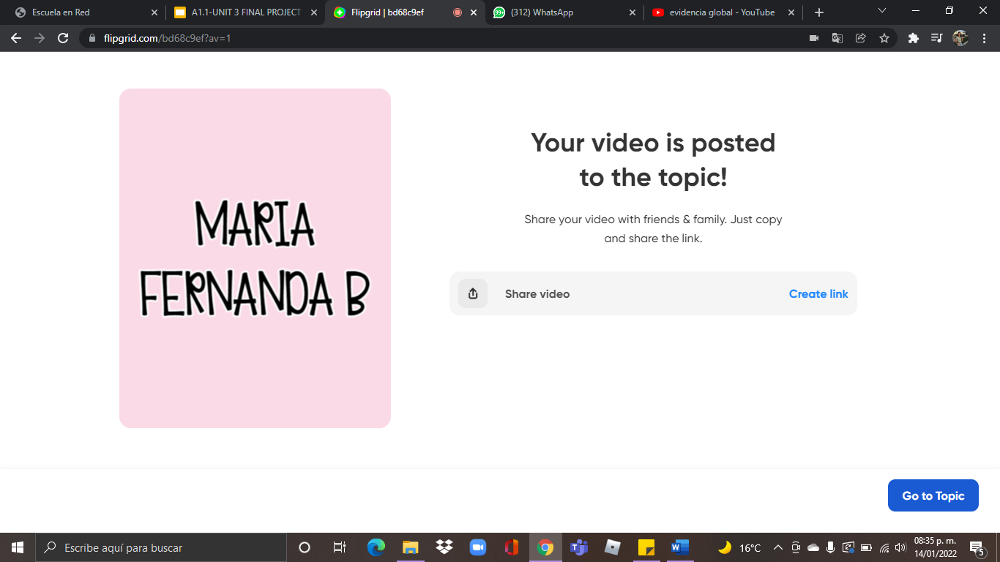 Escuela en Red
A1.1-UNIT 3 FINAL PROJECT
Flipgrid | bd68c9ef
99+
(312) WhatsApp
evidencia global - YouTube
flipgrid.com/bd68c9ef?av=1
MARIA
FERNANDA B
Your video is posted
to the topic!
Share your video with friends & family. Just copy
and share the link.
Share video
Create link
Go to Topic
Escribe aquí para buscar
16°C
08:35 p. m.
14/01/2022
5